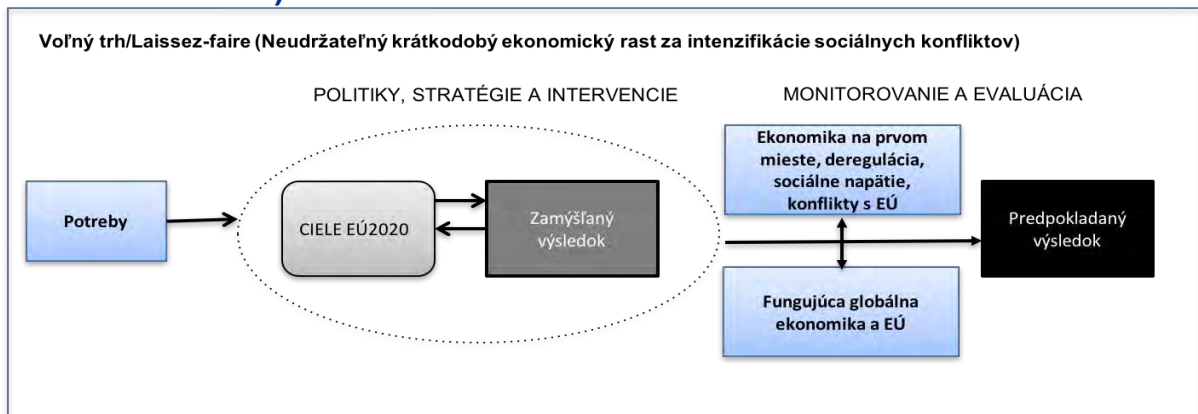 Voľný trh/Laissez-faire (Neudržateľný krátkodobý ekonomický rast za intenzifikácie sociálnych konfliktov)
POLITIKY, STRATÉGIE A INTERVENCIE
MONITOROVANIE A EVALUÁCIA
Potreby
CIELE EÚ2020
Zamýšľaný
výsledok
Ekonomika na prvom
mieste, deregulácia,
sociálne napätie,
konflikty s EÚ
Fungujúca globálna
ekonomika a EÚ
Predpokladaný
výsledok